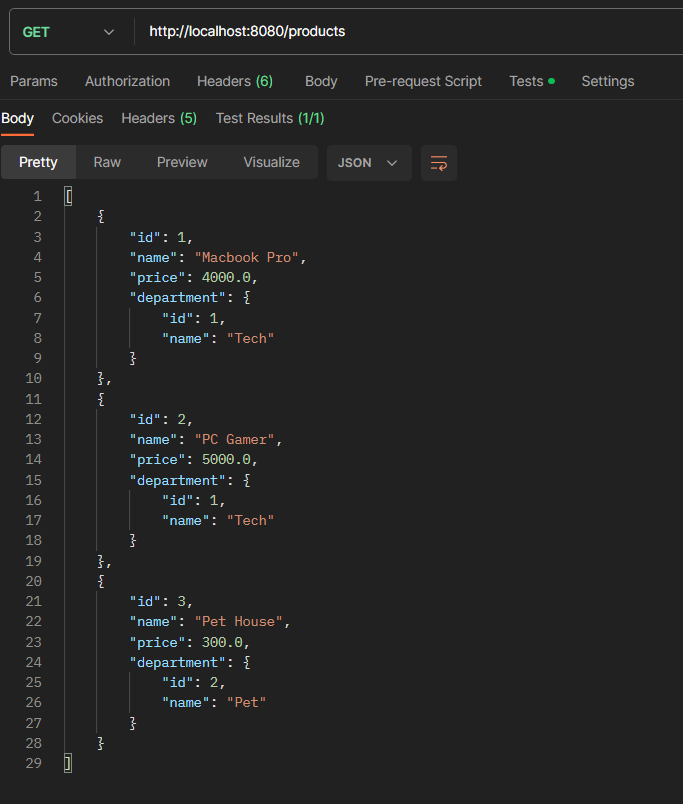 GET http://localhost:8080/products
Params Authorization Headers (6) Body Pre-request Script Tests Settings
Body Cookies Headers (5) Test Results (1/1)
Pretty Raw Preview Visualize JSON
1 [
2 {
3 "id": 1,
4 "name": "Macbook Pro",
5 "price": 4000.0,
6 "department": {
7 "id": 1,
8 "name": "Tech"
9 }
10 },
11 {
12 "id": 2,
13 "name": "PC Gamer",
14 "price": 5000.0,
15 "department": {
16 "id": 1,
17 "name": "Tech"
18 }
19 },
20 {
21 "id": 3,
22 "name": "Pet House",
23 "price": 300.0,
24 "department": {
25 "id": 2,
26 "name": "Pet"
27 }
28 }
29 ]